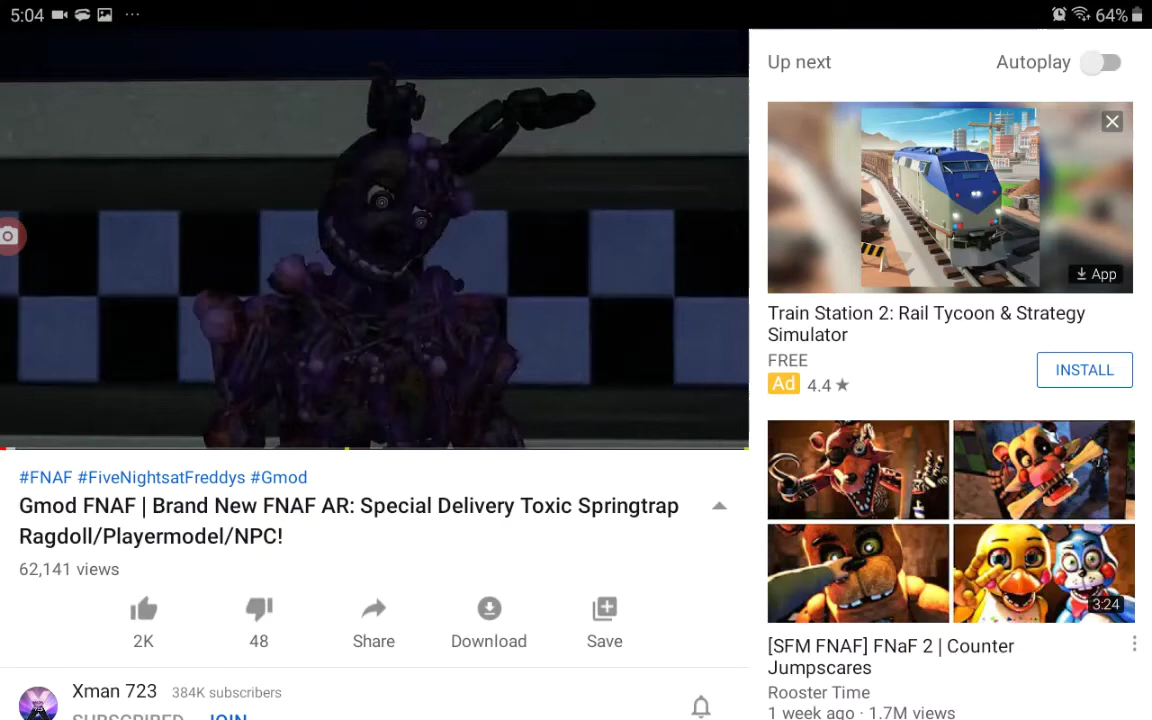 5:04
64%
Up next
Autoplay
App
Train Station 2: Rail Tycoon & Strategy
Simulator
FREE
Ad 4.4 ★
INSTALL
#FNAF #FiveNightsatFreddys #Gmod
Gmod FNAF | Brand New FNAF AR: Special Delivery Toxic Springtrap
Ragdoll/Playermodel/NPC!
62,141 views
2K
48
Share
Download
Save
Xman 723 384K subscribers
SUBSCRIBED JOIN
3:24
[SFM FNAF] FNaF 2 | Counter
Jumpscares
Rooster Time
1 week ago · 1.7M views